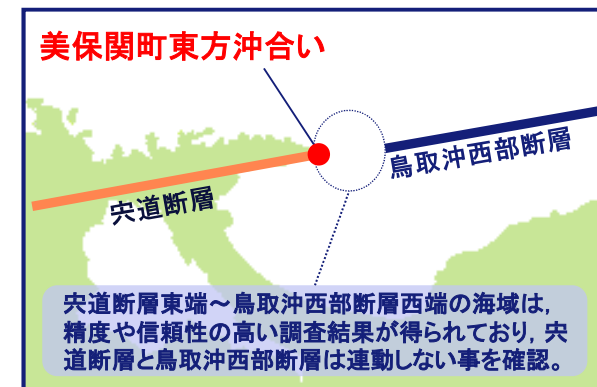 美保関町東方沖合い
鳥取沖西部断層
宍道断層
宍道断層東端～鳥取沖西部断層西端の海域は，
精度や信頼性の高い調査結果が得られており，宍
道断層と鳥取沖西部断層は連動しない事を確認。